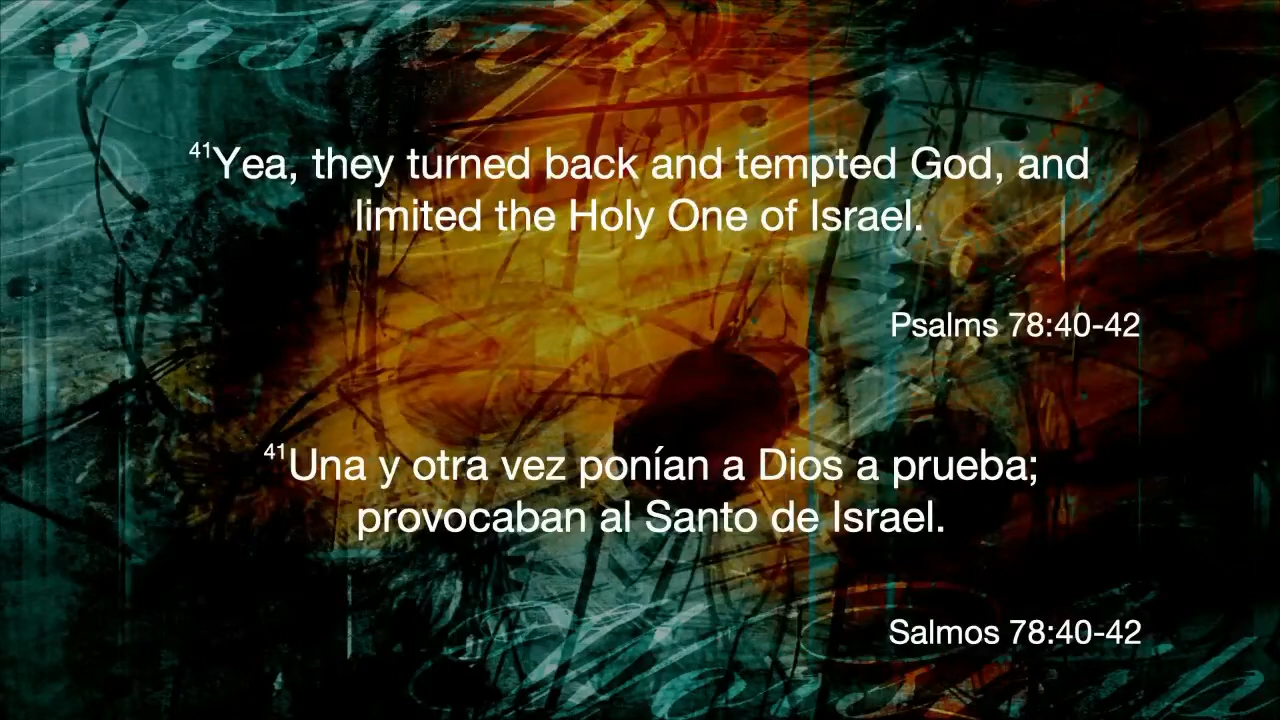 41Yea, they turned back and tempted God, and
limited the Holy One of Israel.
Psalms 78:40-42
41Una y otra vez ponían a Dios a prueba;
provocaban al Santo de Israel.
Salmos 78:40-42